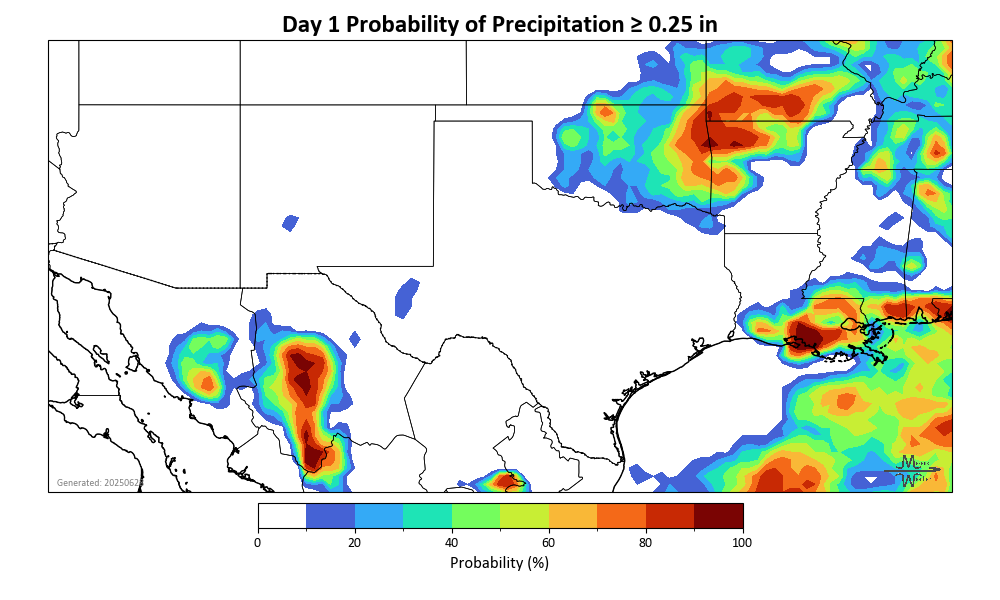 Day 1 Probability of Precipitation ≥ 0.25 in
Generated: 2025062
0 20 40 60 80 100
Probability (%)